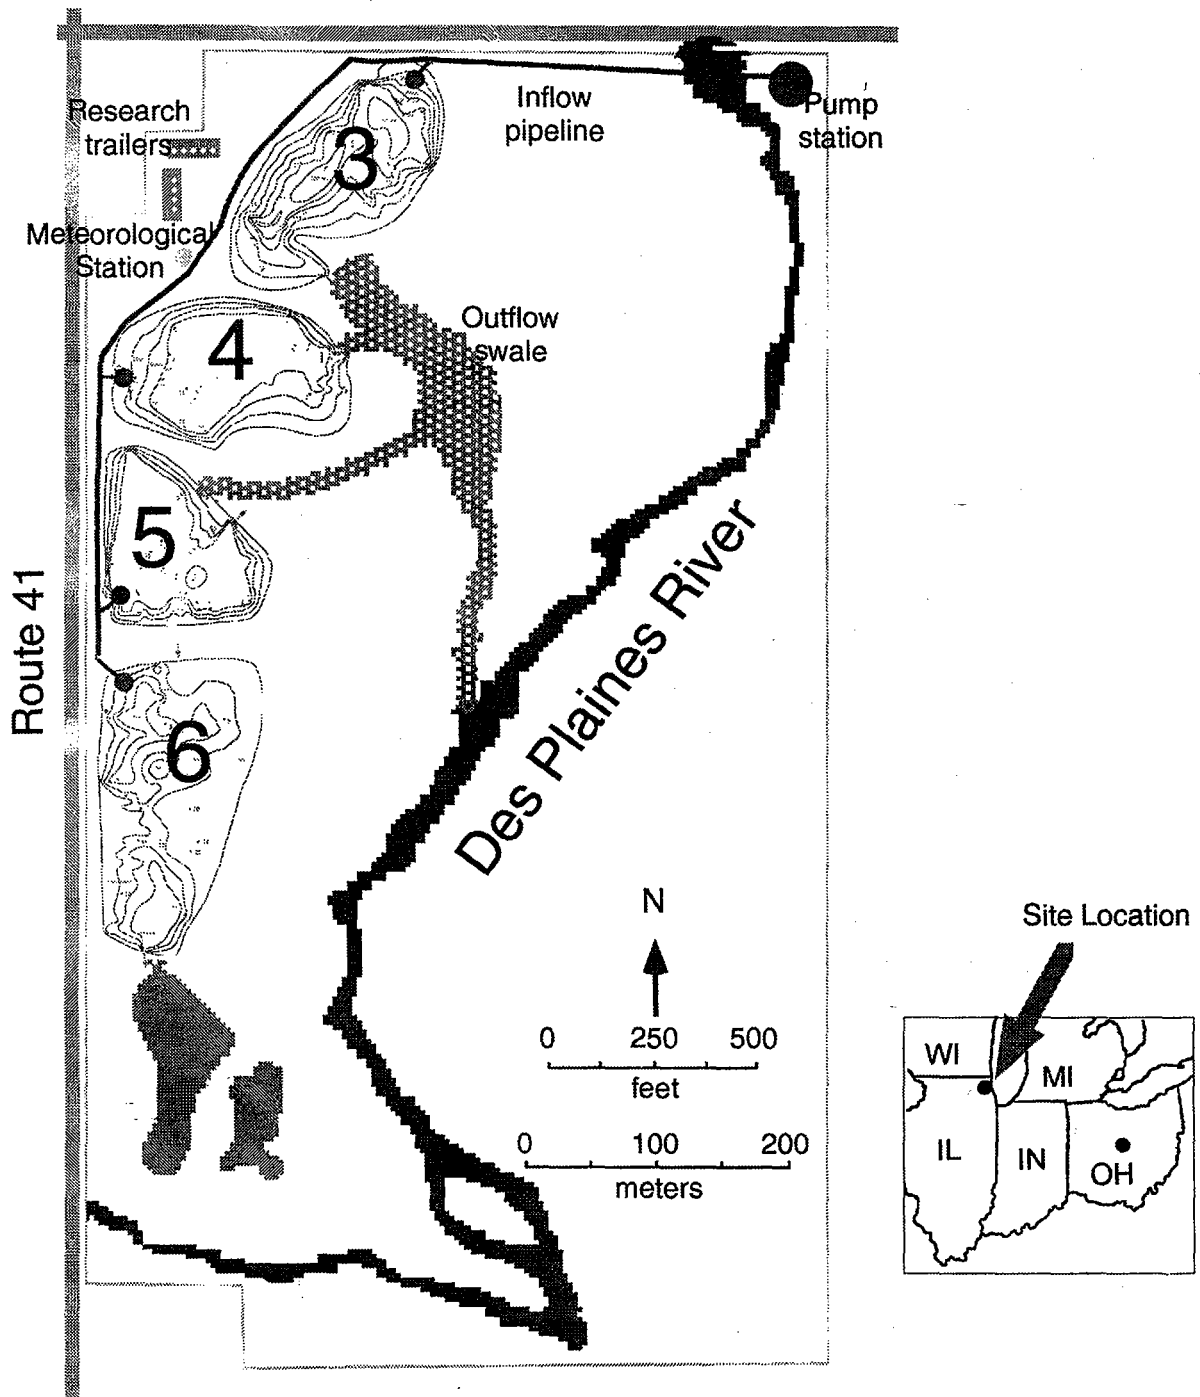 Research
trailers
Inflow
pipeline
Pump
station
3
Meteorological
Station
Outflow
swale
4
5
6
Route 41
Des Plaines River
N
0 250 500
feet
0 100 200
meters
Site Location
WI
MI
IL
IN
OH